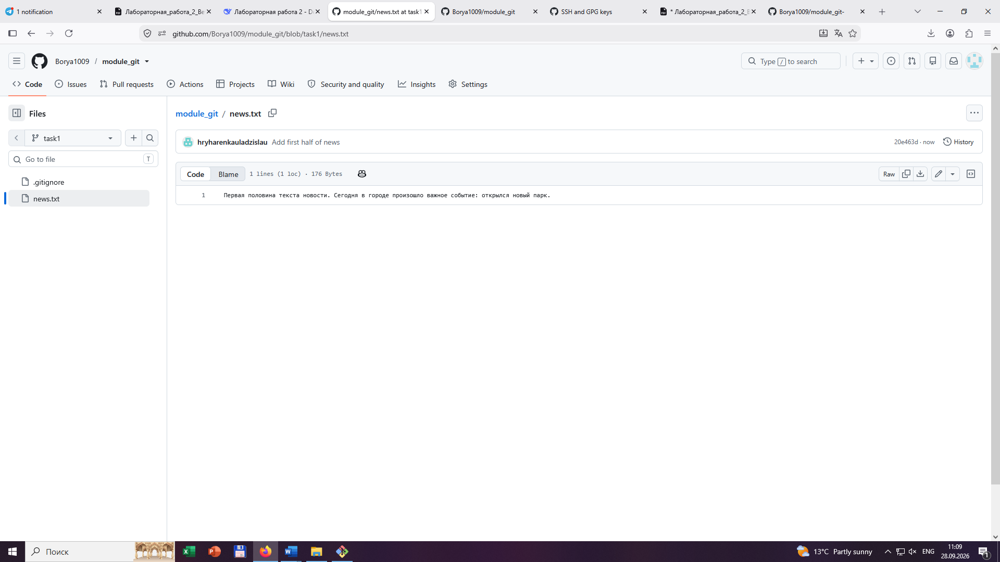 1 notification
Лабораторная_работа_2_Ве
Лабораторная работа 2 - D
module_git/news.txt at task1
Borya1009/module_git
SSH and GPG keys
* Лабораторная_работа_2_В
Borya1009/module_git-
github.com/Borya1009/module_git/blob/task1/news.txt
Borya1009 / module_git
Type / to search
Code
Issues
Pull requests
Actions
Projects
Wiki
Security and quality
Insights
Settings
Files
task1
Go to file
T
.gitignore
news.txt
module_git / news.txt
hryharenkauladzislau Add first half of news
20e463d · now
History
Code
Blame
1 lines (1 loc) · 176 Bytes
Raw
1 Первая половина текста новости. Сегодня в городе произошло важное событие: открылся новый парк.
Поиск
13°C Partly sunny
ENG
11:09
28.09.2026
1